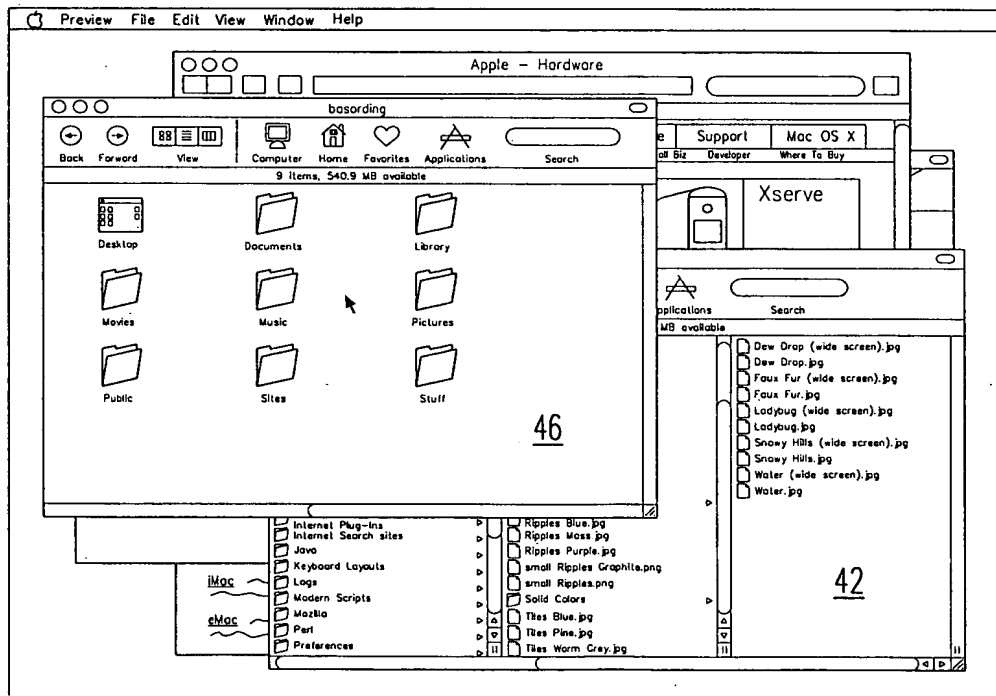 Preview File Edit View Window Help
Apple - Hardware
basording
Back Forward View Computer Home Favorites Applications Search
9 items, 540.9 MB available
Desktop Documents Library
Movies Music Pictures
Public Sites Stuff
46
e Support Mac OS X
all Biz Developer Where To Buy
Xserve
pplications Search
MB available
Dew Drop (wide screen).jpg
Dew Drop.jpg
Faux Fur (wide screen).jpg
Faux Fur.jpg
Ladybug (wide screen).jpg
Ladybug.jpg
Snowy Hills (wide screen).jpg
Snowy Hills.jpg
Water (wide screen).jpg
Water.jpg
42
Internet Plug-Ins
Internet Search sites
Java
Keyboard Layouts
Logs
Modern Scripts
Mozilla
Perl
Preferences
Ripples Blue.jpg
Ripples Moss.jpg
Ripples Purple.jpg
small Ripples Graphite.png
small Ripples.png
Solid Colors
Tiles Blue.jpg
Tiles Pine.jpg
Tiles Warm Grey.jpg
iMac
eMac